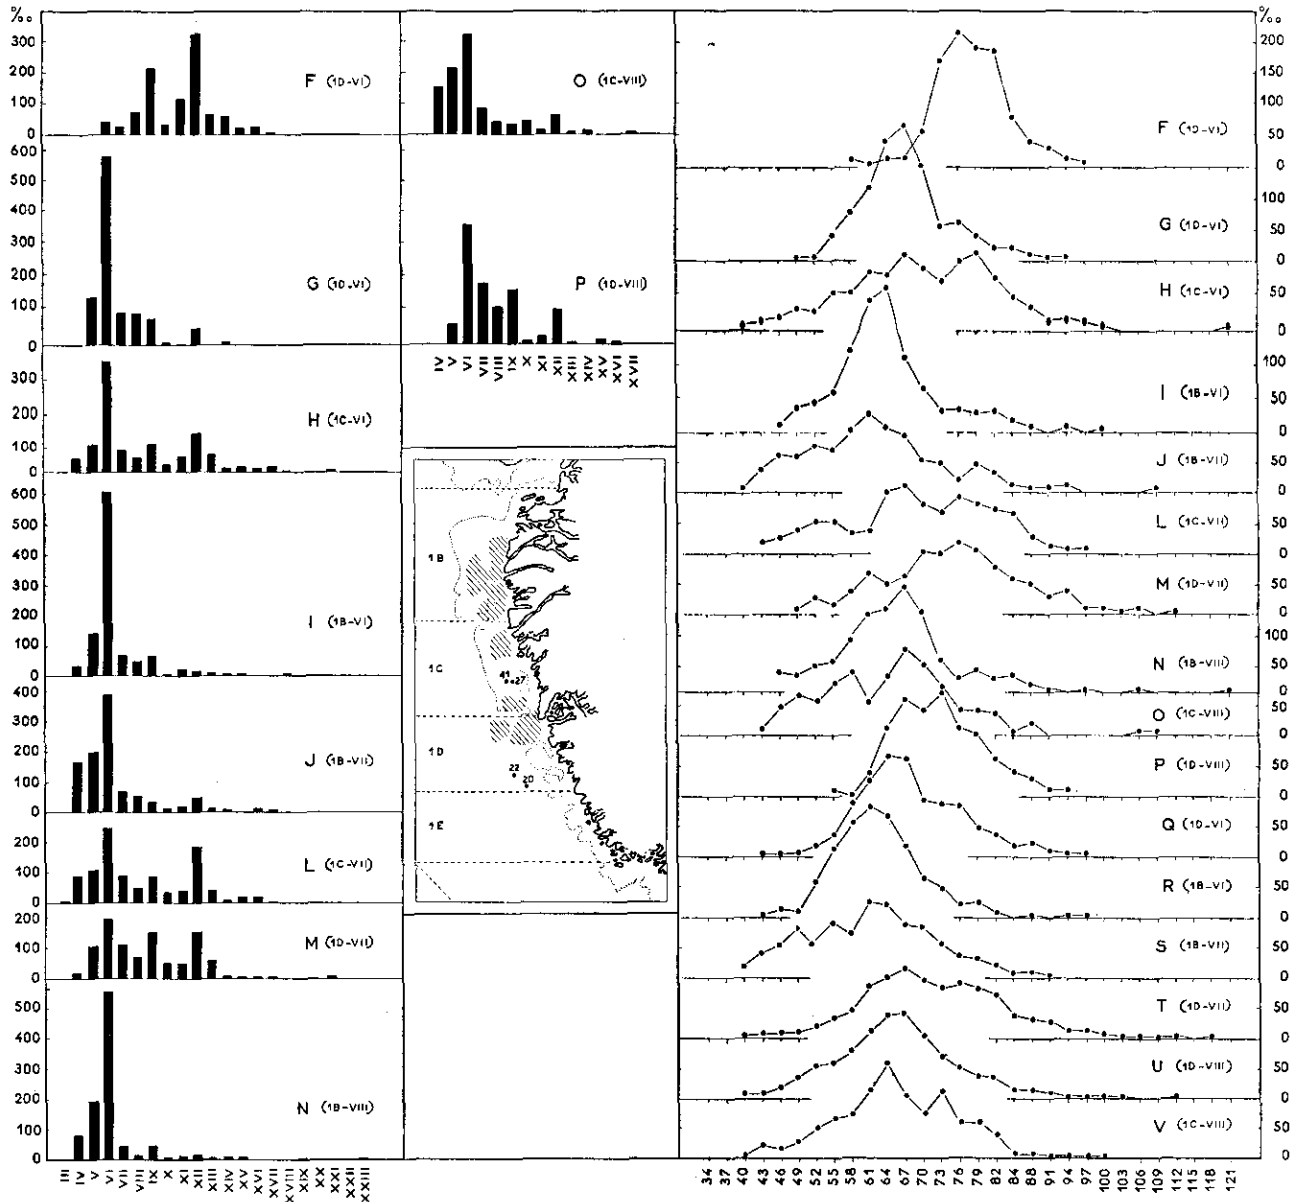 ‰
300
200
100
0
F (1D-VI)
600
500
400
300
200
100
0
G (1D-VI)
300
200
100
0
H (1C-VI)
600
500
400
300
200
100
0
I (1B-VI)
400
300
200
100
0
J (1B-VII)
200
100
0
L (1C-VII)
200
100
0
M (1D-VII)
500
400
300
200
100
0
N (1B-VIII)
III IV V VI VII VIII IX X XI XII XIII XIV XV XVI XVII XVIII XIX XX XXI XXII XXIII
O (1C-VIII)
P (1D-VIII)
IV V VI VII VIII IX X XI XII XIII XIV XV XVI XVII
1B
1C
41 27
1D
22
20
1E
‰
200
150
100
50
0
F (1D-VI)
100
50
0
G (1D-VI)
50
0
H (1C-VI)
100
50
0
I (1B-VI)
50
0
J (1B-VII)
50
0
L (1C-VII)
50
0
M (1D-VII)
100
50
0
N (1B-VIII)
50
0
O (1C-VIII)
50
0
P (1D-VIII)
50
0
Q (1D-VI)
50
0
R (1B-VI)
50
0
S (1B-VII)
50
0
T (1D-VII)
50
0
U (1D-VIII)
50
0
V (1C-VIII)
34 37 40 43 46 49 52 55 58 61 64 67 70 73 76 79 82 84 88 91 94 97 100 103 106 109 112 115 118 121